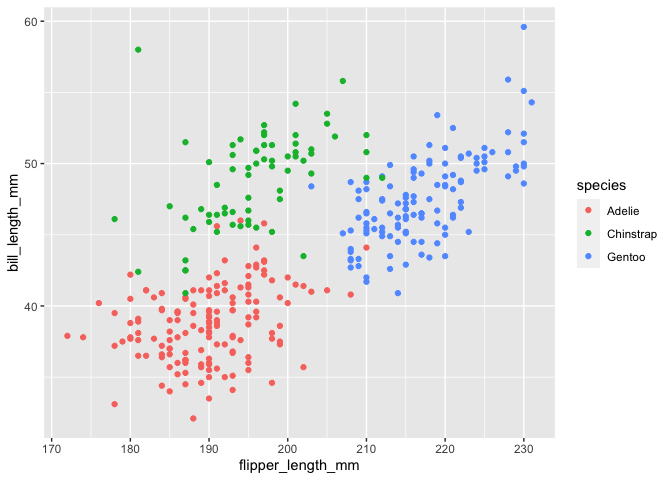 60
50
40
bill_length_mm
170
180
190
200
210
220
230
flipper_length_mm
species
Adelie
Chinstrap
Gentoo